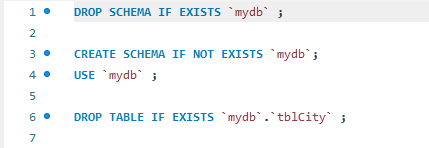 1 DROP SCHEMA IF EXISTS `mydb` ;
2
3 CREATE SCHEMA IF NOT EXISTS `mydb`;
4 USE `mydb` ;
5
6 DROP TABLE IF EXISTS `mydb`.`tblCity` ;
7